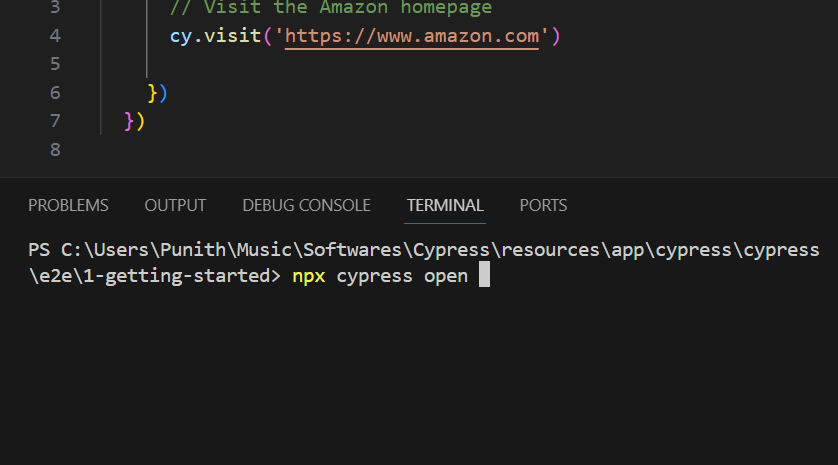 3 // Visit the Amazon homepage
4 cy.visit('https://www.amazon.com')
5
6 })
7 })
8
PROBLEMS OUTPUT DEBUG CONSOLE TERMINAL PORTS
PS C:\Users\Punith\Music\Softwares\Cypress\resources\app\cypress\cypress
\e2e\1-getting-started> npx cypress open